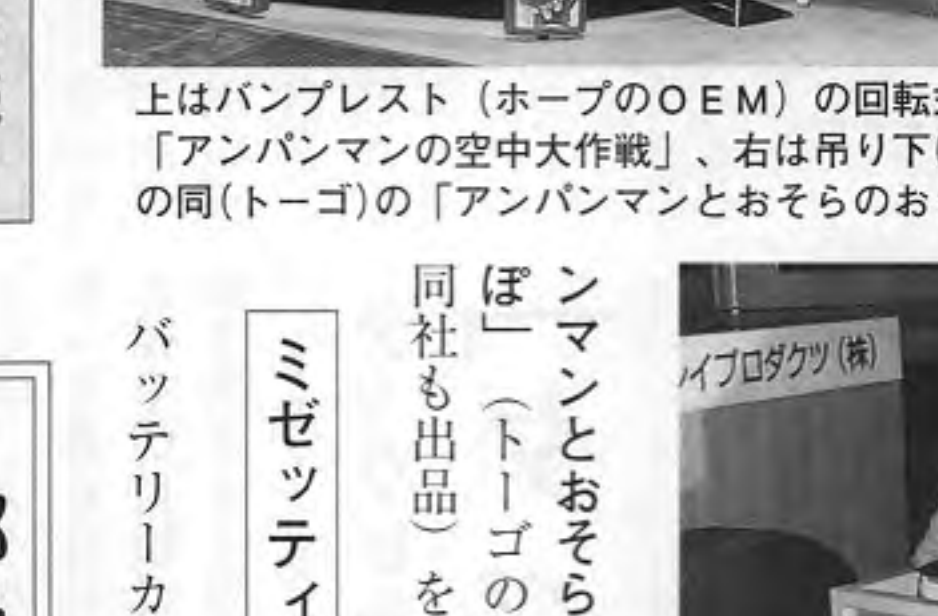 上はバンプレスト（ホープのOEM）の回転
「アンパンマンの空中大作戦」、右は吊り下
の同(トーゴ)の「アンパンマンとおそらのお
ンマンとおそら
ぽ」（トーゴの
同社も出品）を
ミゼッティ
バッテリーカ
イプロダクツ(株)